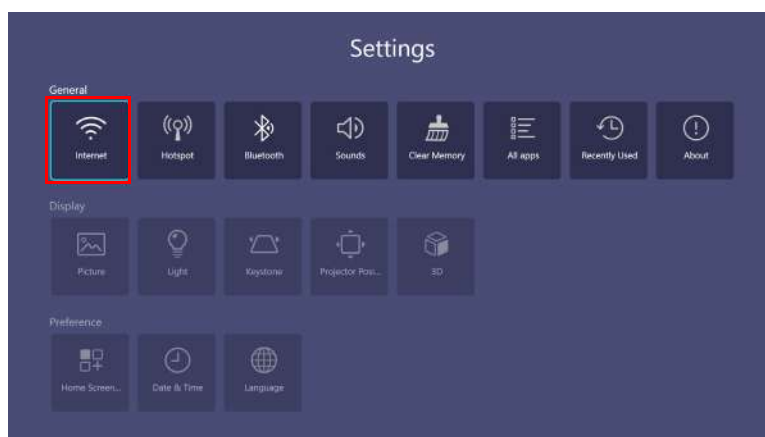 Settings
General
Internet
Hotspot
Bluetooth
Sounds
Clear Memory
All apps
Recently Used
About
Display
Picture
Light
Keystone
Projector Posi...
3D
Preference
Home Screen...
Date & Time
Language